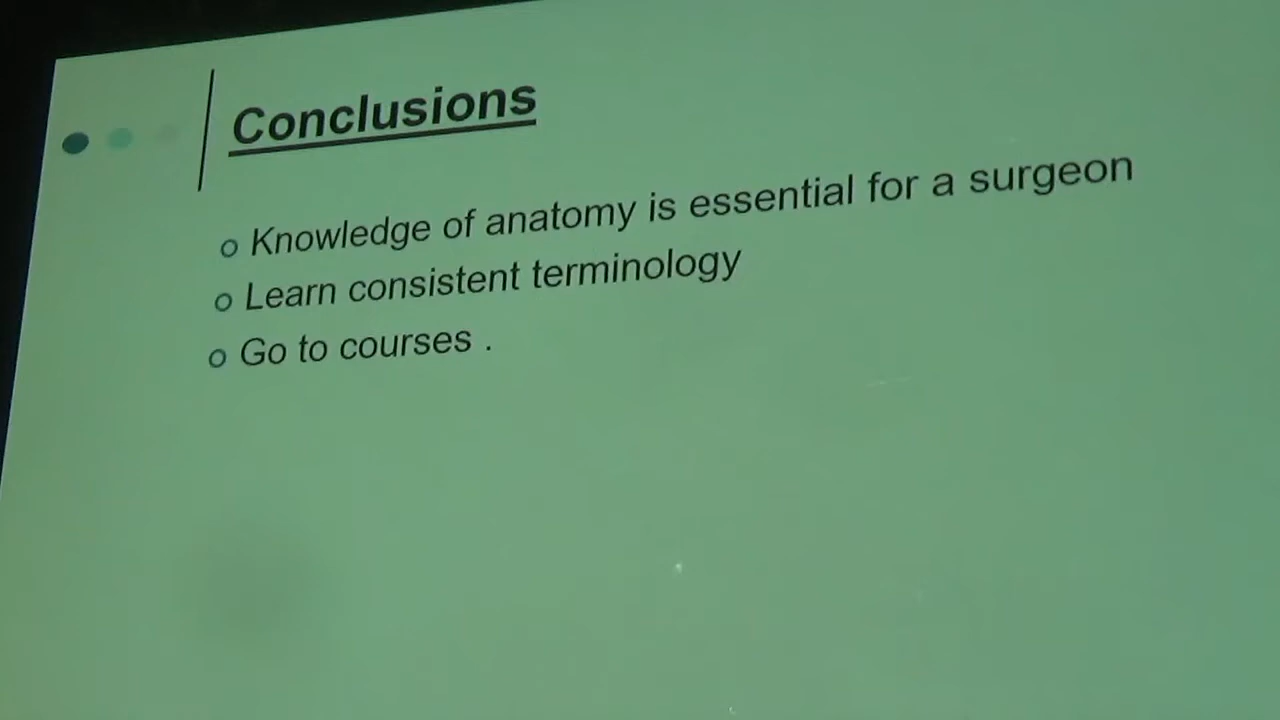 Conclusions
o Knowledge of anatomy is essential for a surgeon
o Learn consistent terminology
o Go to courses .